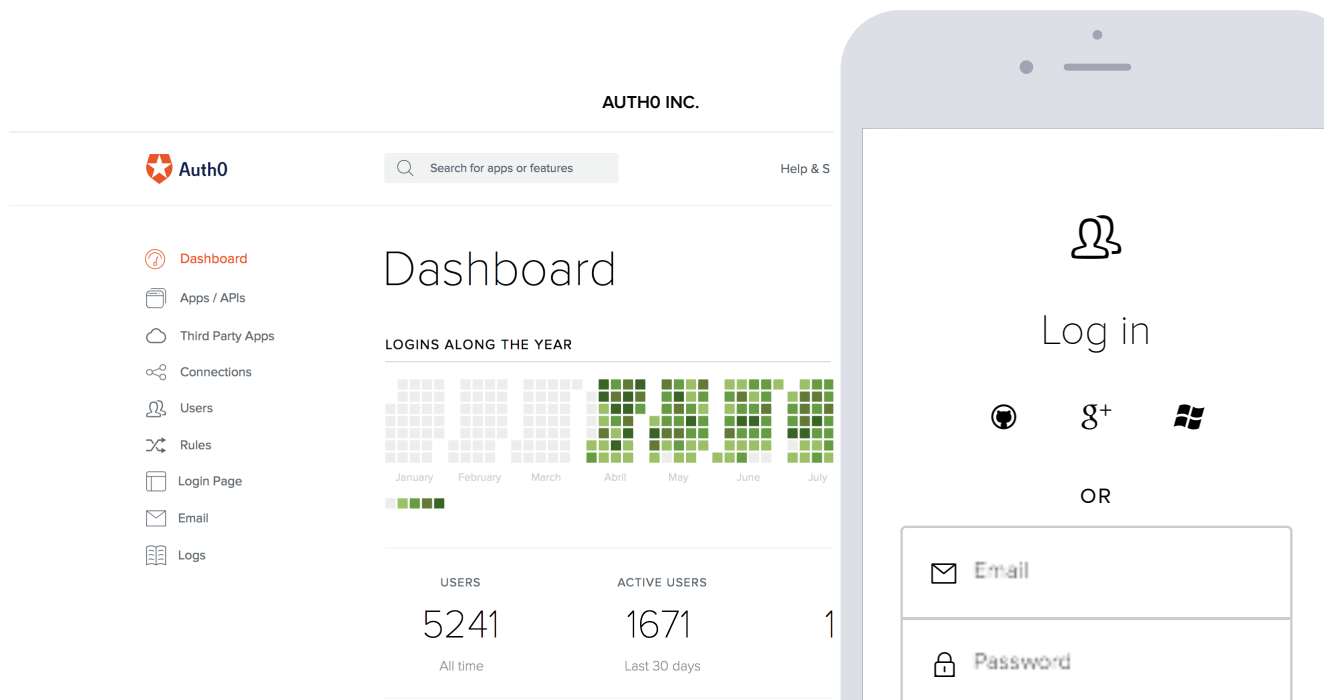 AUTH0 INC.
Auth0
Search for apps or features
Help & S
Dashboard
Apps / APIs
Third Party Apps
Connections
Users
Rules
Login Page
Email
Logs
Dashboard
LOGINS ALONG THE YEAR
January February March Abril May June July
USERS ACTIVE USERS
5241 1671 1
All time Last 30 days
Log in
g+
OR
Email
Password